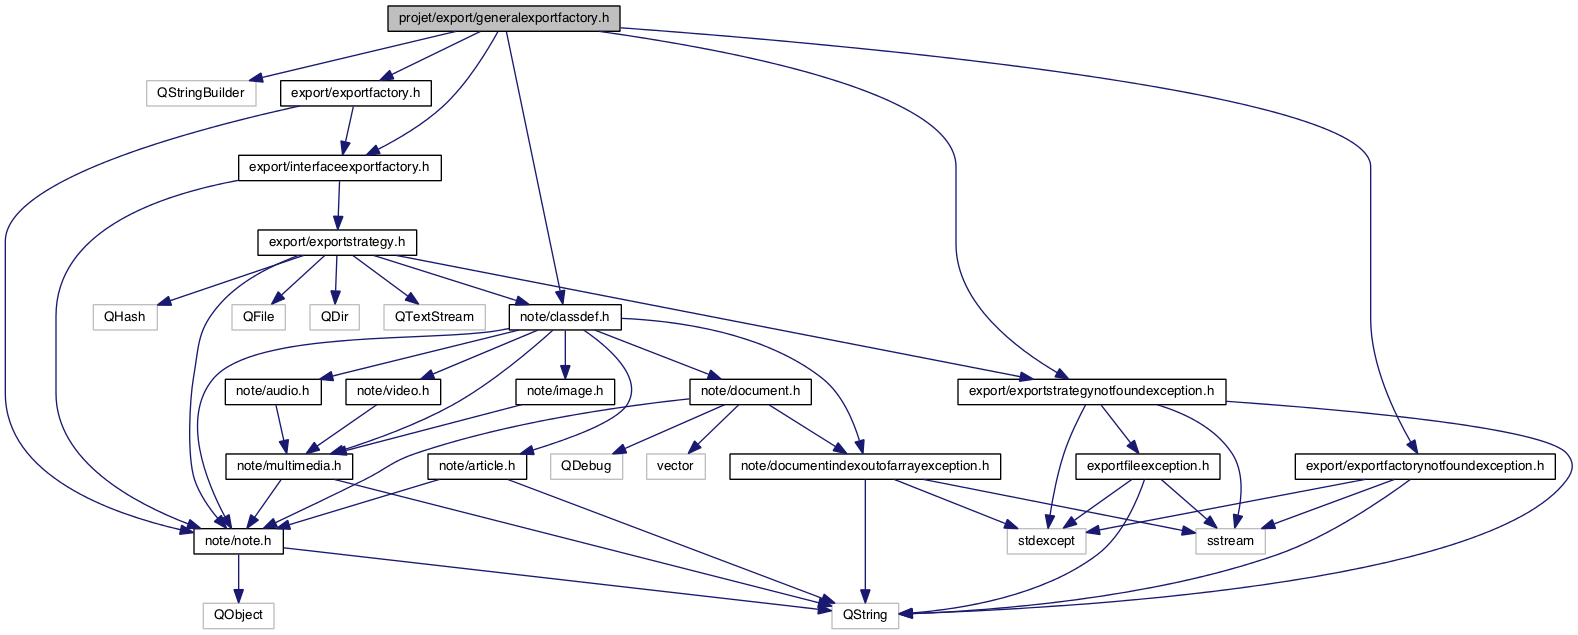 projet/export/generalexportfactory.h
QStringBuilder
export/exportfactory.h
export/interfaceexportfactory.h
export/exportstrategy.h
QHash
QFile
QDir
QTextStream
note/classdef.h
note/audio.h
note/video.h
note/image.h
note/document.h
export/exportstrategynotfoundexception.h
note/multimedia.h
note/article.h
QDebug
vector
note/documentindexoutofarrayexception.h
exportfileexception.h
export/exportfactorynotfoundexception.h
note/note.h
stdexcept
sstream
QObject
QString